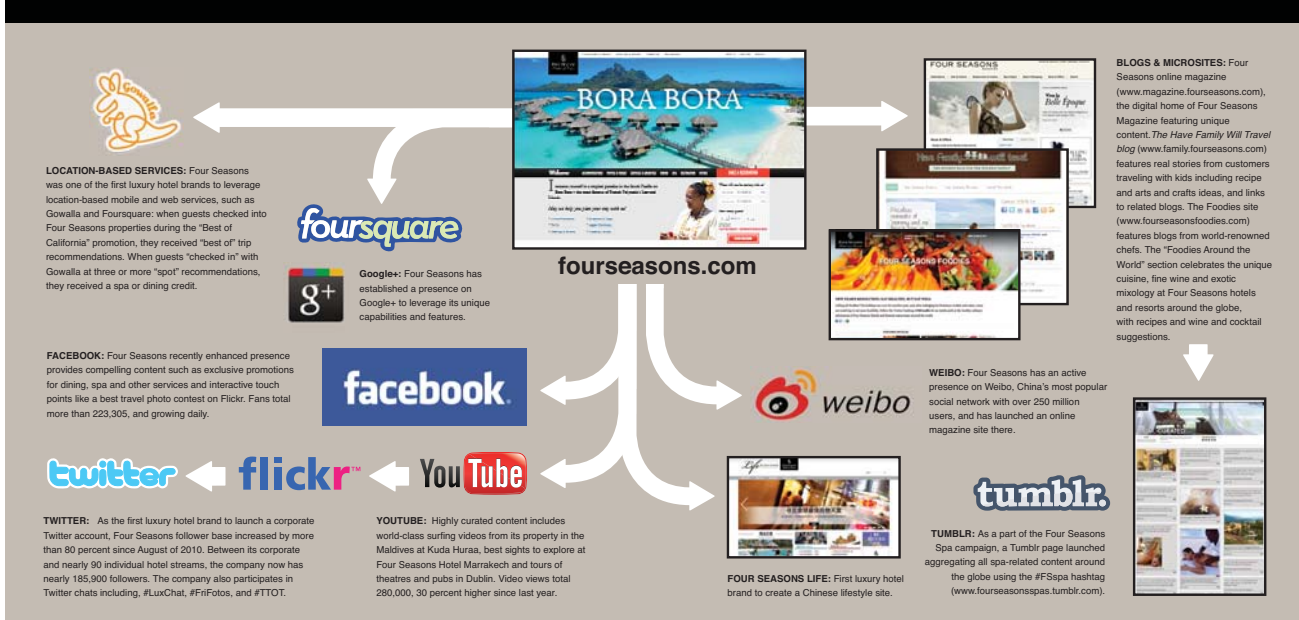 Gowalla
LOCATION-BASED SERVICES: Four Seasons
was one of the first luxury hotel brands to leverage
location-based mobile and web services, such as
Gowalla and Foursquare: when guests checked into
Four Seasons properties during the “Best of
California” promotion, they received “best of” trip
recommendations. When guests “checked in” with
Gowalla at three or more “spot” recommendations,
they received a spa or dining credit.
foursquare
g+
Google+: Four Seasons has
established a presence on
Google+ to leverage its unique
capabilities and features.
BORA BORA
Welcome
fourseasons.com
FOUR SEASONS
Belle Epoque
Have Family will travel
FOUR SEASONS FOODIES
BLOGS & MICROSITES: Four
Seasons online magazine
(www.magazine.fourseasons.com),
the digital home of Four Seasons
Magazine featuring unique
content.The Have Family Will Travel
blog (www.family.fourseasons.com)
features real stories from customers
traveling with kids including recipe
and arts and crafts ideas, and links
to related blogs. The Foodies site
(www.fourseasonsfoodies.com)
features blogs from world-renowned
chefs. The “Foodies Around the
World” section celebrates the unique
cuisine, fine wine and exotic
mixology at Four Seasons hotels
and resorts around the globe,
with recipes and wine and cocktail
suggestions.
FACEBOOK: Four Seasons recently enhanced presence
provides compelling content such as exclusive promotions
for dining, spa and other services and interactive touch
points like a best travel photo contest on Flickr. Fans total
more than 223,305, and growing daily.
facebook.
weibo
WEIBO: Four Seasons has an active
presence on Weibo, China’s most popular
social network with over 250 million
users, and has launched an online
magazine site there.
twitter
flickr™
YouTube
TWITTER: As the first luxury hotel brand to launch a corporate
Twitter account, Four Seasons follower base increased by more
than 80 percent since August of 2010. Between its corporate
and nearly 90 individual hotel streams, the company now has
nearly 185,900 followers. The company also participates in
Twitter chats including, #LuxChat, #FriFotos, and #TTOT.
YOUTUBE: Highly curated content includes
world-class surfing videos from its property in the
Maldives at Kuda Huraa, best sights to explore at
Four Seasons Hotel Marrakech and tours of
theatres and pubs in Dublin. Video views total
280,000, 30 percent higher since last year.
Life
FOUR SEASONS LIFE: First luxury hotel
brand to create a Chinese lifestyle site.
tumblr.
TUMBLR: As a part of the Four Seasons
Spa campaign, a Tumblr page launched
aggregating all spa-related content around
the globe using the #FSspa hashtag
(www.fourseasonsspas.tumblr.com).
CURATED